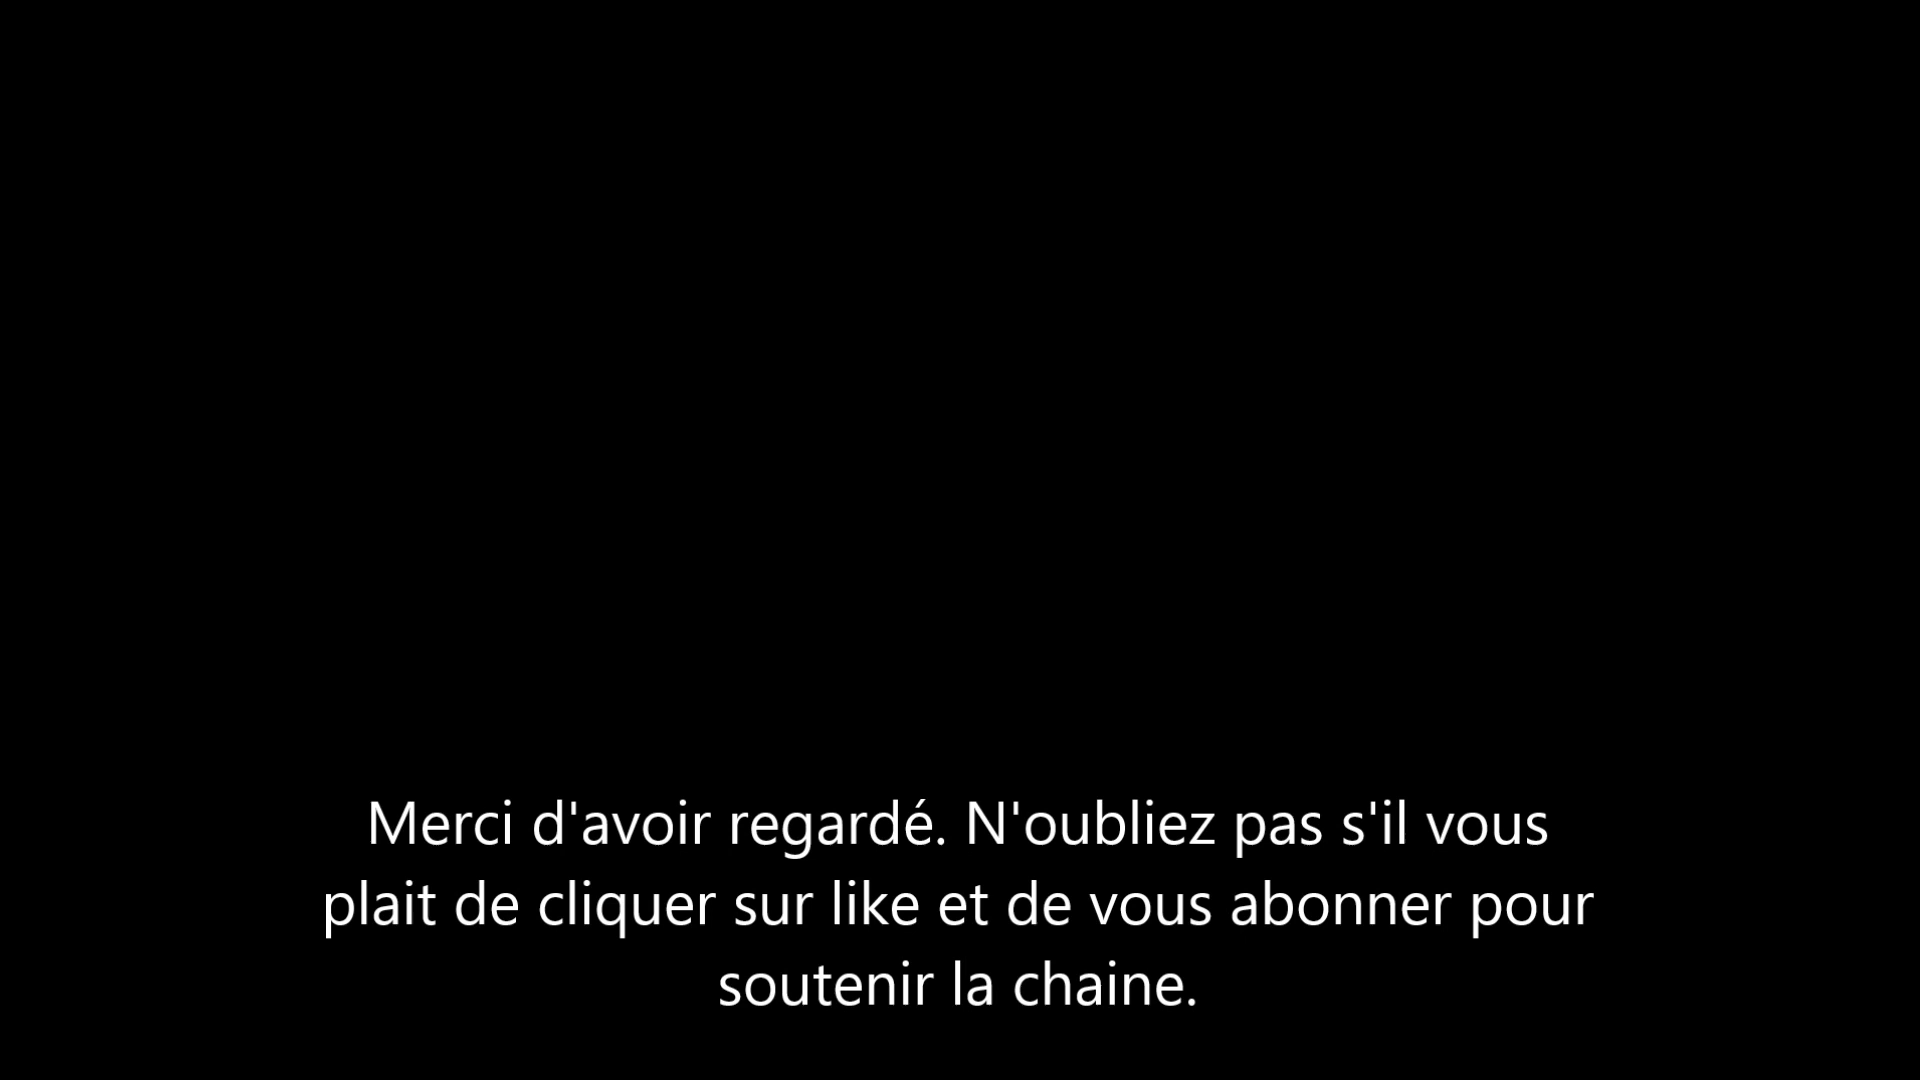 Merci d'avoir regardé. N'oubliez pas s'il vous
plait de cliquer sur like et de vous abonner pour
soutenir la chaine.